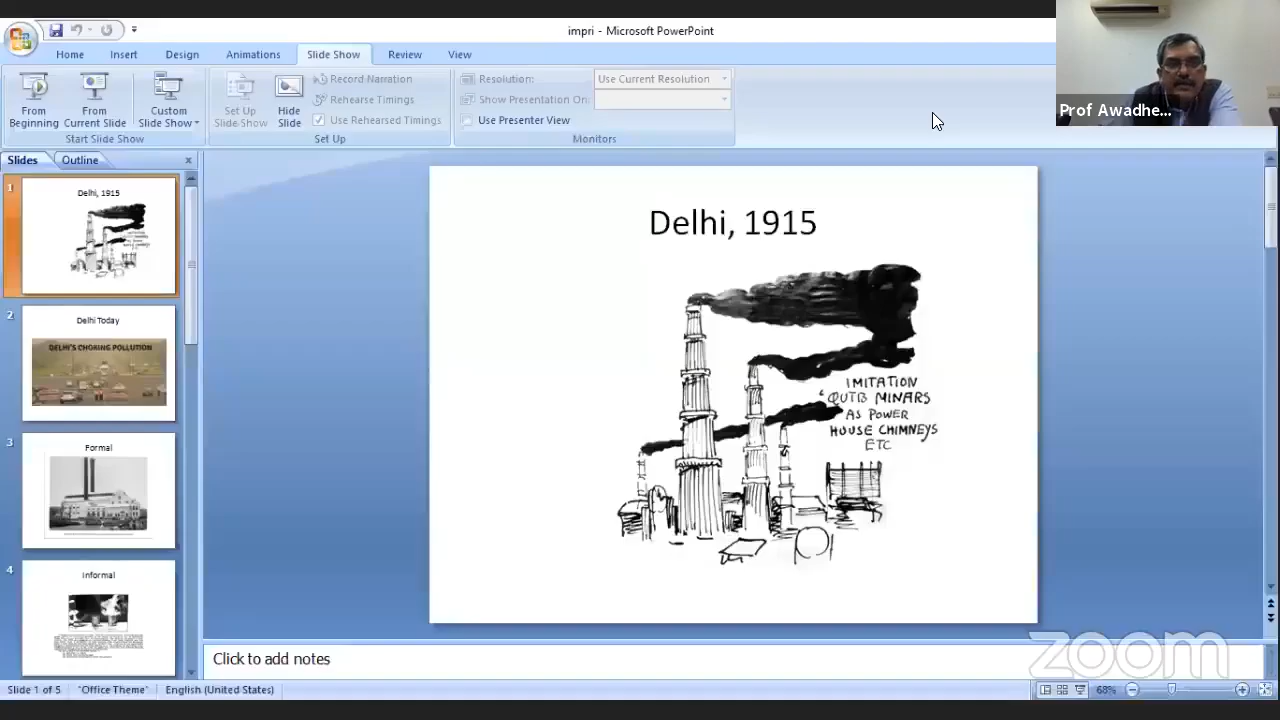 impri - Microsoft PowerPoint
Home Insert Design Animations Slide Show Review View
From Beginning
From Current Slide
Custom Slide Show
Start Slide Show
Set Up Slide Show
Hide Slide
Record Narration
Rehearse Timings
Use Rehearsed Timings
Set Up
Resolution: Use Current Resolution
Show Presentation On:
Use Presenter View
Monitors
Prof Awadhe...
Slides Outline
1
Delhi, 1915
2
Delhi Today
DELHI'S CHOKING POLLUTION
3
Formal
4
Informal
Delhi, 1915
IMITATION
'QUTB MINARS
AS POWER
HOUSE CHIMNEYS
ETC
Click to add notes
zoom
Slide 1 of 5 "Office Theme" English (United States) 68%